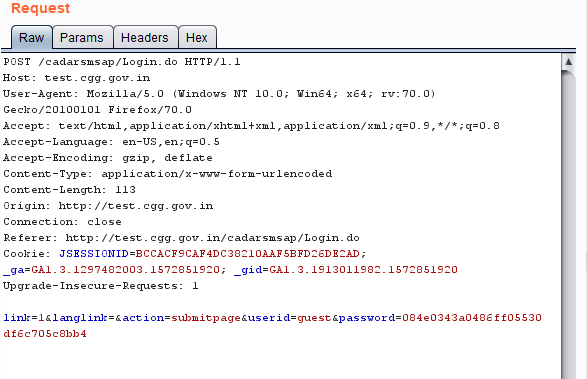 Request
Raw Params Headers Hex
POST /cadarsmsap/Login.do HTTP/1.1
Host: test.cgg.gov.in
User-Agent: Mozilla/5.0 (Windows NT 10.0; Win64; x64; rv:70.0)
Gecko/20100101 Firefox/70.0
Accept: text/html,application/xhtml+xml,application/xml;q=0.9,*/*;q=0.8
Accept-Language: en-US,en;q=0.5
Accept-Encoding: gzip, deflate
Content-Type: application/x-www-form-urlencoded
Content-Length: 113
Origin: http://test.cgg.gov.in
Connection: close
Referer: http://test.cgg.gov.in/cadarsmsap/Login.do
Cookie: JSESSIONID=BCCACF9CAF4DC38210AAF5BFD26DE2AD;
_ga=GA1.3.1297482003.1572851920; _gid=GA1.3.1913011982.1572851920
Upgrade-Insecure-Requests: 1
link=1&langlink=&action=submitpage&userid=guest&password=084e0343a0486ff05530
df6c705c8bb4